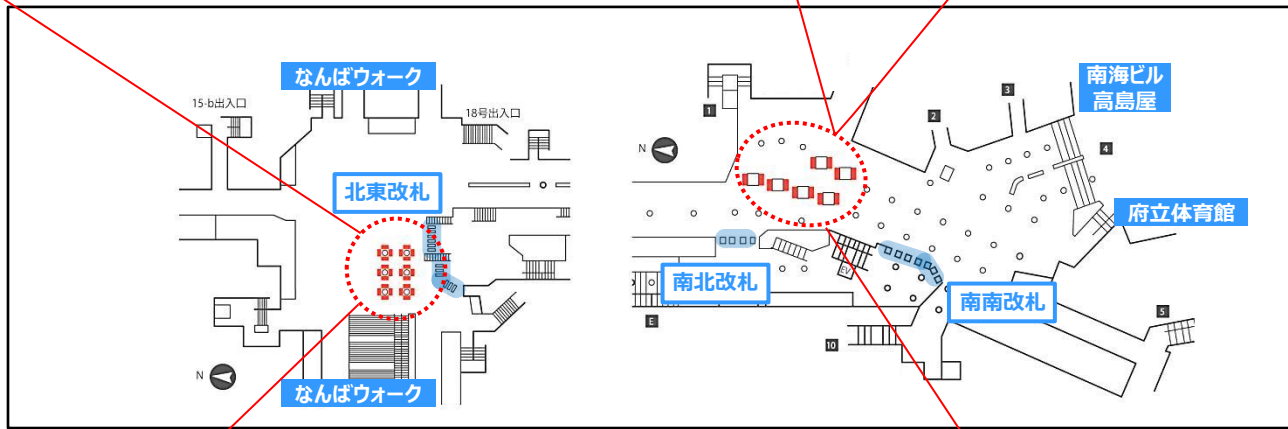 なんばウォーク
15-b出入口
18号出入口
北東改札
N
なんばウォーク
1
2
3
南海ビル
高島屋
4
N
府立体育館
南北改札
EV
南南改札
E
5
10